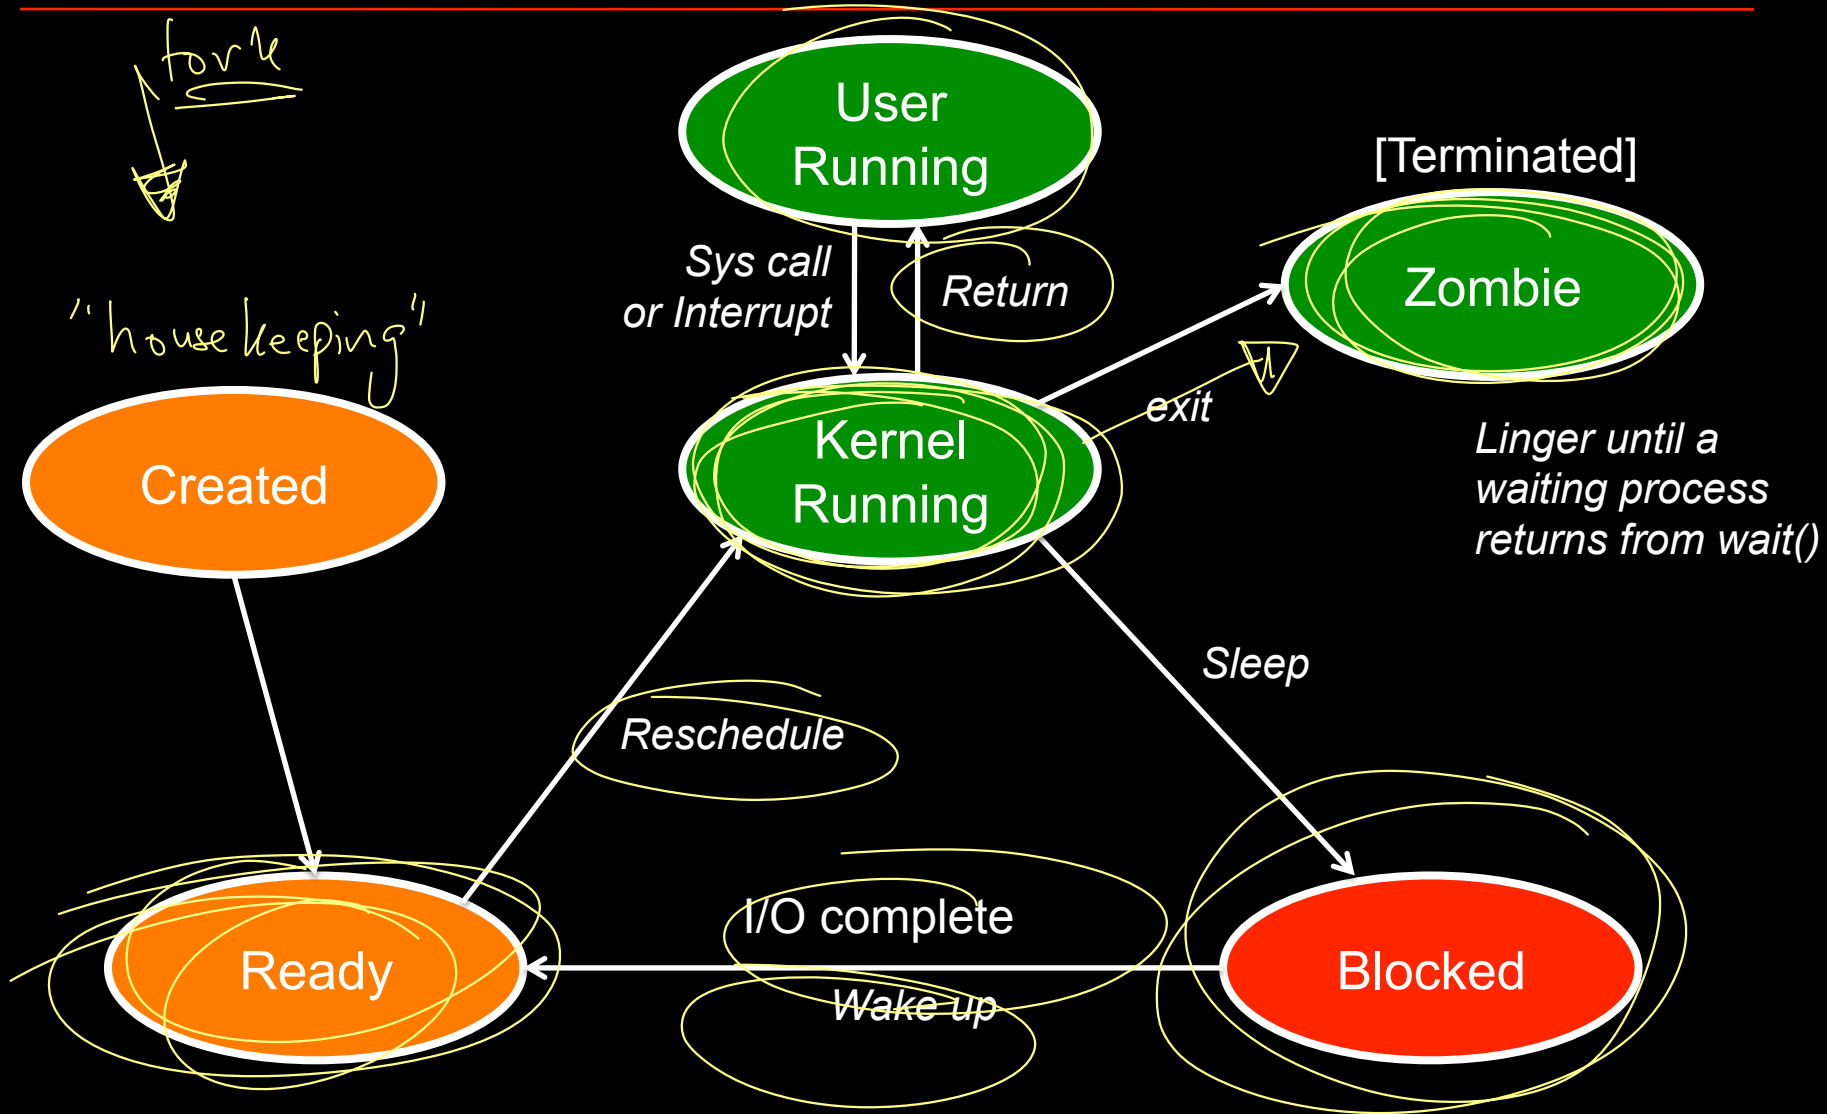 fork
User
Running
[Terminated]
Sys call
or Interrupt
Return
Zombie
"housekeeping"
exit
Created
Kernel
Running
Linger until a
waiting process
returns from wait()
Sleep
Reschedule
I/O complete
Ready
Blocked
Wake up